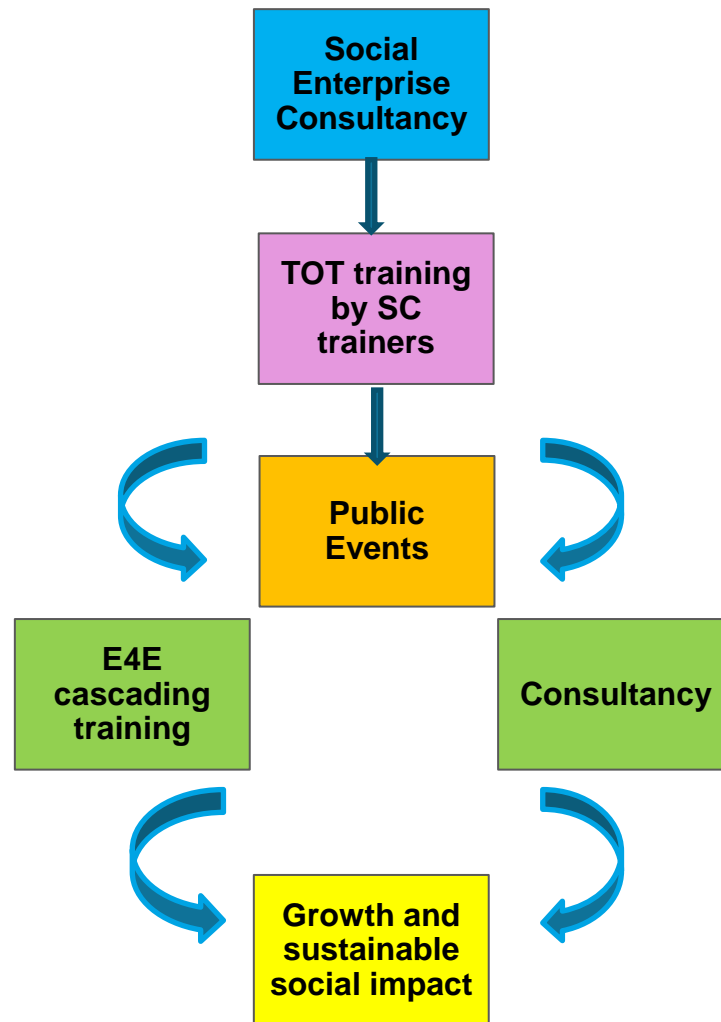 Social
Enterprise
Consultancy
TOT training
by SC
trainers
Public
Events
E4E
cascading
training
Consultancy
Growth and
sustainable
social impact